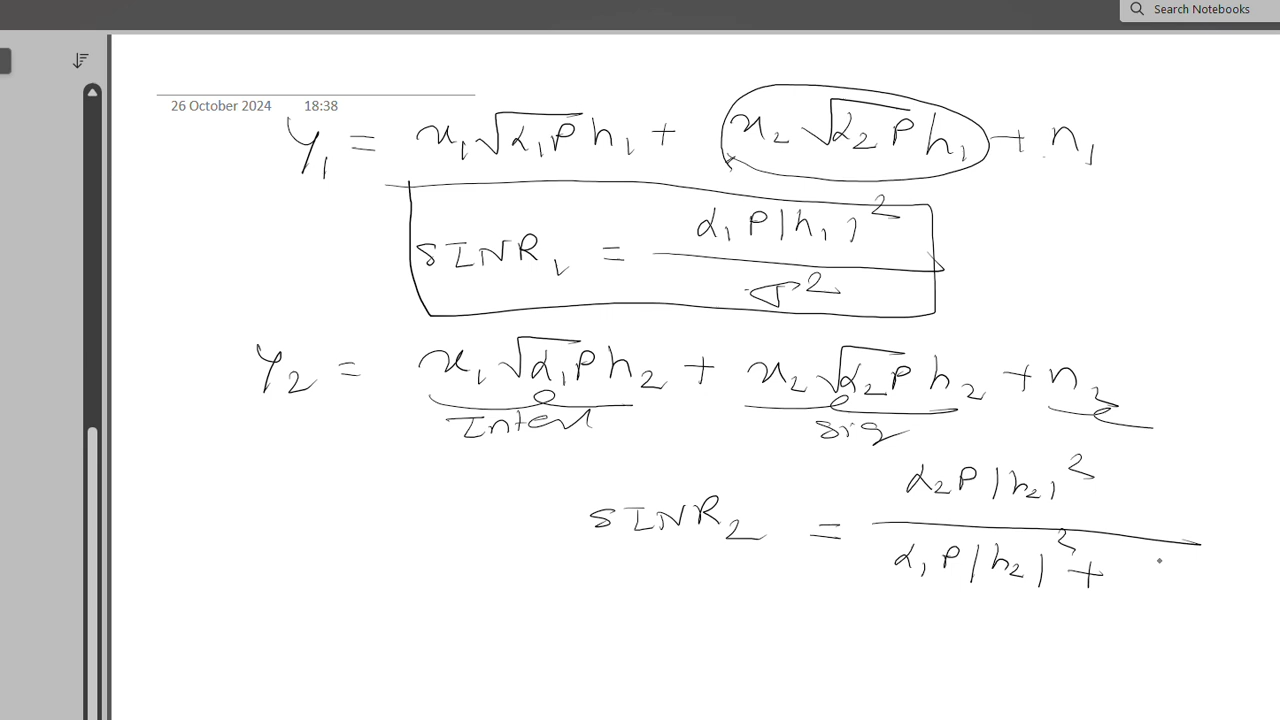 Search Notebooks
26 October 2024 18:38
y₁ = x₁√α₁P h₁ + x₂√α₂P h₁ + n₁
SINR₁ = α₁P|h₁|² / σ²
y₂ = x₁√α₁P h₂ + x₂√α₂P h₂ + n₂
Interf Sig
SINR₂ = α₂P|h₂|² / α₁P|h₂|² +